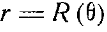 r = R (θ)